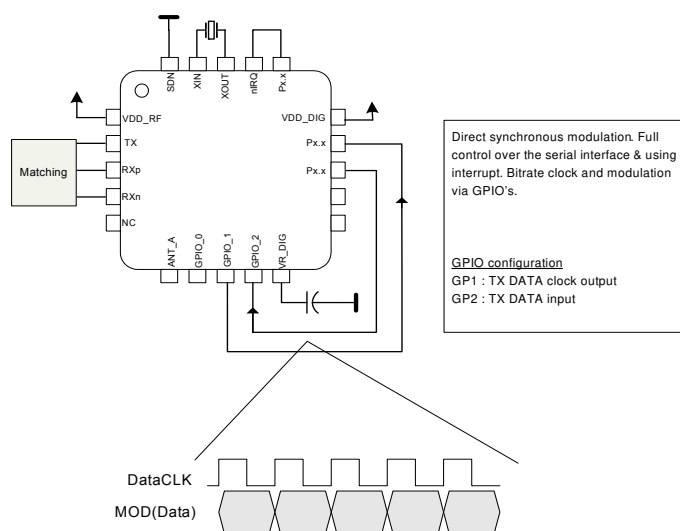 SDN
XIN
XOUT
nIRQ
Px.x
VDD_RF
VDD_DIG
TX
Px.x
Matching
RXp
Px.x
RXn
NC
ANT_A
GPIO_0
GPIO_1
GPIO_2
VR_DIG
Direct synchronous modulation. Full
control over the serial interface & using
interrupt. Bitrate clock and modulation
via GPIO's.
GPIO configuration
GP1 : TX DATA clock output
GP2 : TX DATA input
DataCLK
MOD(Data)